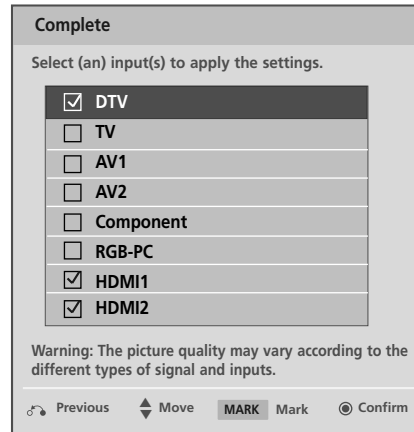 Complete
Select (an) input(s) to apply the settings.
DTV
TV
AV1
AV2
Component
RGB-PC
HDMI1
HDMI2
Warning: The picture quality may vary according to the
different types of signal and inputs.
Previous Move MARK Mark Confirm